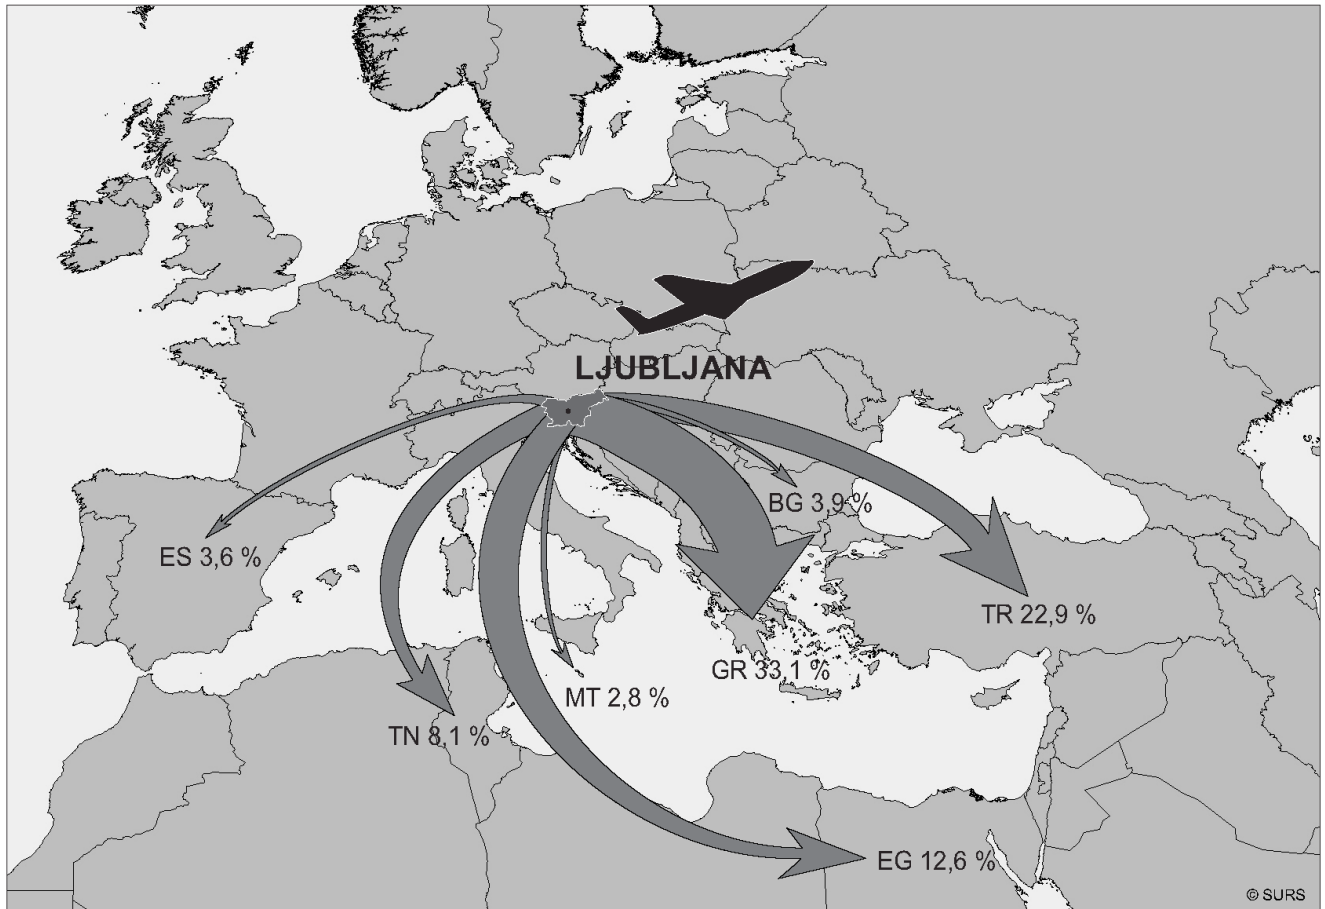 LJUBLJANA
BG 3,9 %
ES 3,6 %
TR 22,9 %
GR 33,1 %
MT 2,8 %
TN 8,1 %
EG 12,6 %
© SURS